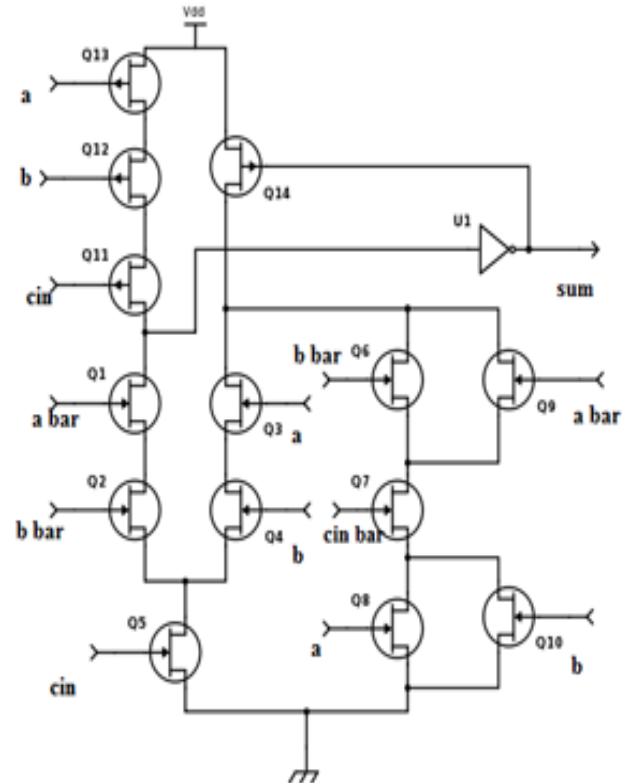 Vdd
Q13
a
Q12
b
Q14
U1
Q11
cin
sum
b bar Q6
Q1
Q9
a bar
Q3
a
a bar
Q2
Q7
b bar
Q4
cin bar
b
Q8
Q5
a
Q10
cin
b